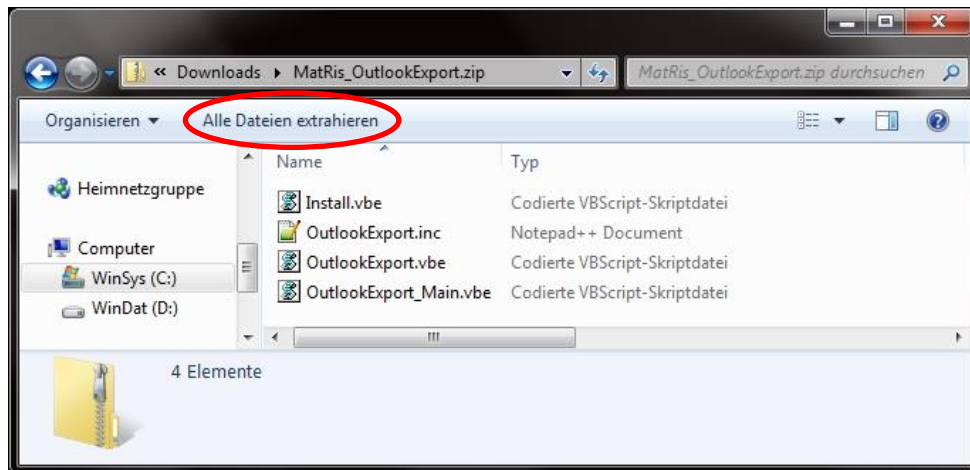 « Downloads ▸ MatRis_OutlookExport.zip
MatRis_OutlookExport.zip durchsuchen
Organisieren ▾ Alle Dateien extrahieren
Name Typ
Heimnetzgruppe
Computer
WinSys (C:)
WinDat (D:)
Install.vbe Codierte VBScript-Skriptdatei
OutlookExport.inc Notepad++ Document
OutlookExport.vbe Codierte VBScript-Skriptdatei
OutlookExport_Main.vbe Codierte VBScript-Skriptdatei
4 Elemente